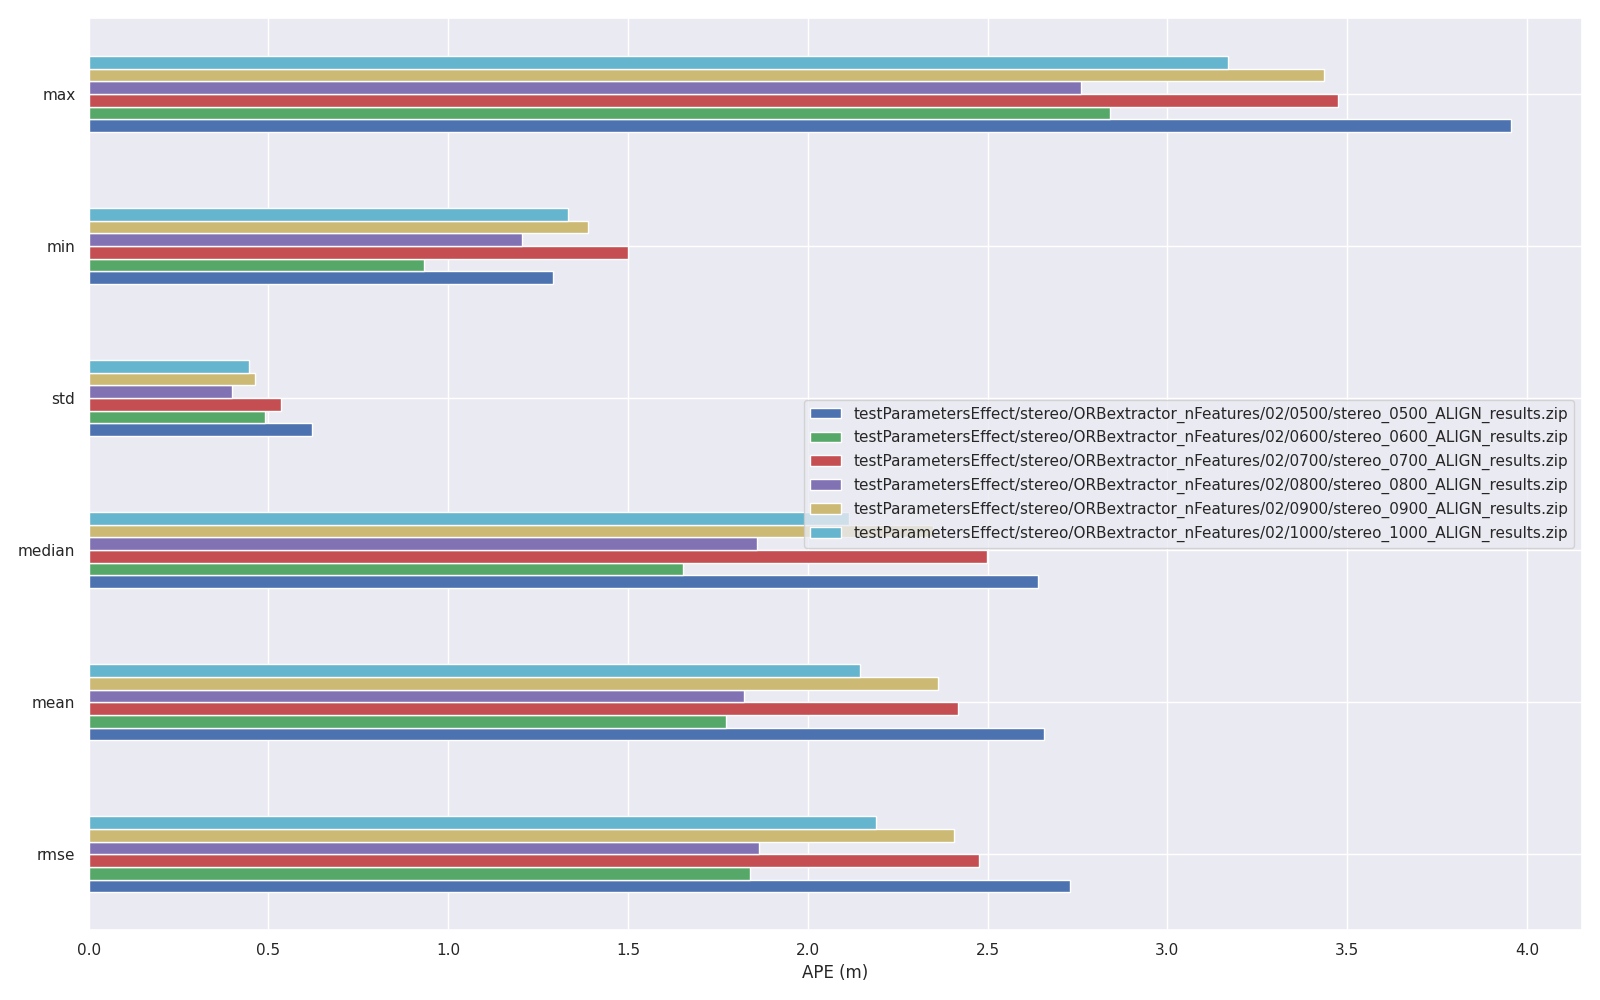 max
min
std
testParametersEffect/stereo/ORBextractor_nFeatures/02/0500/stereo_0500_ALIGN_results.zip
testParametersEffect/stereo/ORBextractor_nFeatures/02/0600/stereo_0600_ALIGN_results.zip
testParametersEffect/stereo/ORBextractor_nFeatures/02/0700/stereo_0700_ALIGN_results.zip
testParametersEffect/stereo/ORBextractor_nFeatures/02/0800/stereo_0800_ALIGN_results.zip
testParametersEffect/stereo/ORBextractor_nFeatures/02/0900/stereo_0900_ALIGN_results.zip
testParametersEffect/stereo/ORBextractor_nFeatures/02/1000/stereo_1000_ALIGN_results.zip
median
mean
rmse
0.0 0.5 1.0 1.5 2.0 2.5 3.0 3.5 4.0
APE (m)